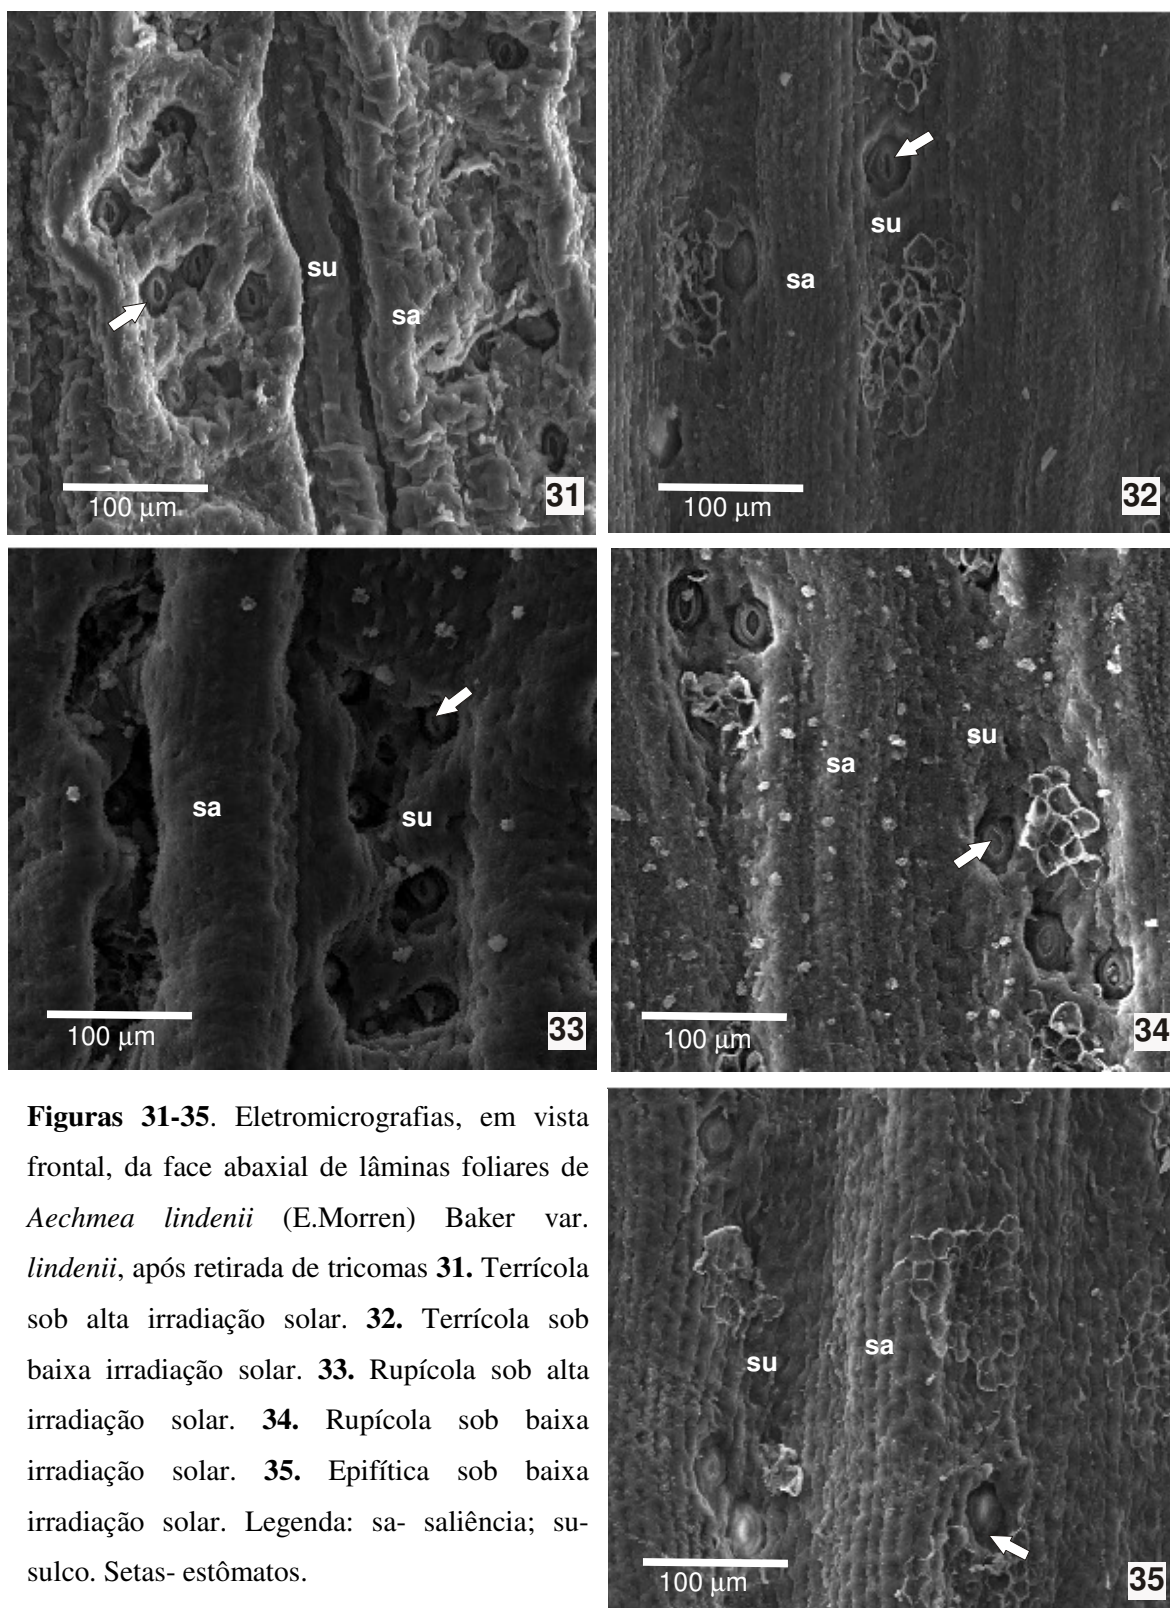 su
sa
100 μm
31
su
sa
100 μm
32
sa
su
100 μm
33
su
sa
100 μm
34
Figuras 31-35. Eletromicrografias, em vista
frontal, da face abaxial de lâminas foliares de
Aechmea lindenii (E.Morren) Baker var.
lindenii, após retirada de tricomas 31. Terrícola
sob alta irradiação solar. 32. Terrícola sob
baixa irradiação solar. 33. Rupícola sob alta
irradiação solar. 34. Rupícola sob baixa
irradiação solar. 35. Epifítica sob baixa
irradiação solar. Legenda: sa- saliência; su-
sulco. Setas- estômatos.
sa
su
100 μm
35